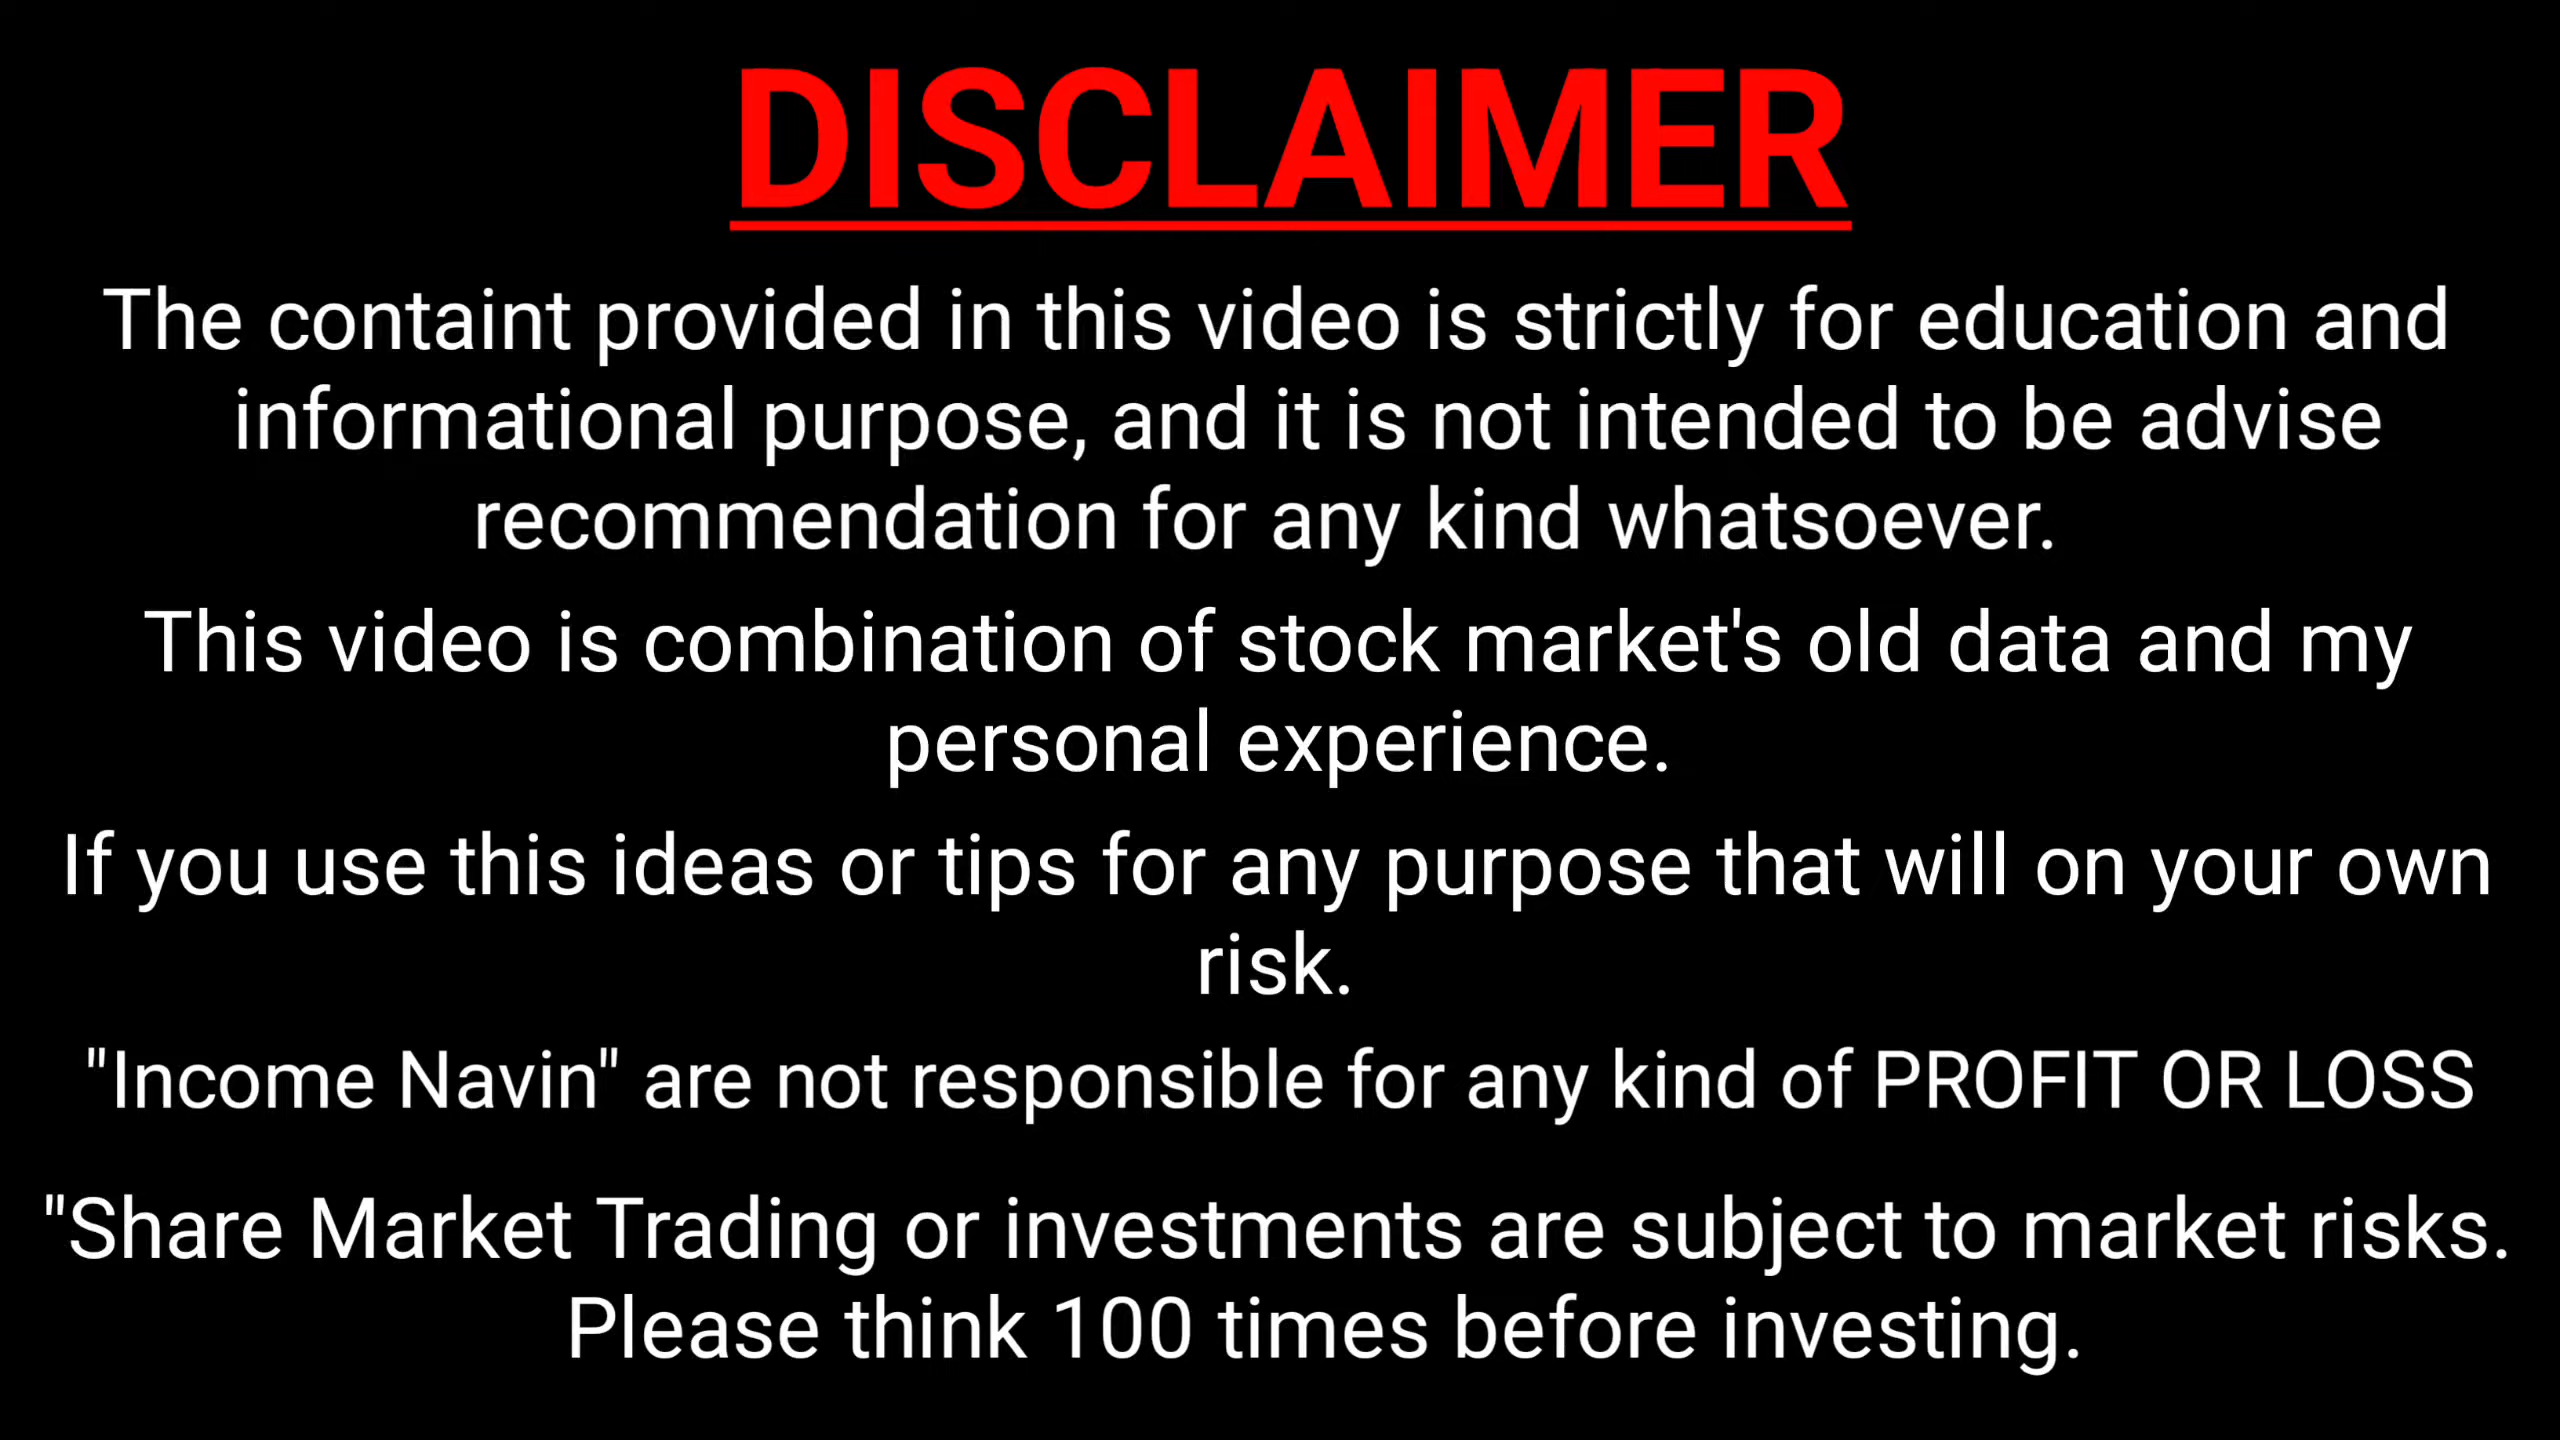 DISCLAIMER
The containt provided in this video is strictly for education and
informational purpose, and it is not intended to be advise
recommendation for any kind whatsoever.
This video is combination of stock market's old data and my
personal experience.
If you use this ideas or tips for any purpose that will on your own
risk.
"Income Navin" are not responsible for any kind of PROFIT OR LOSS
"Share Market Trading or investments are subject to market risks.
Please think 100 times before investing.